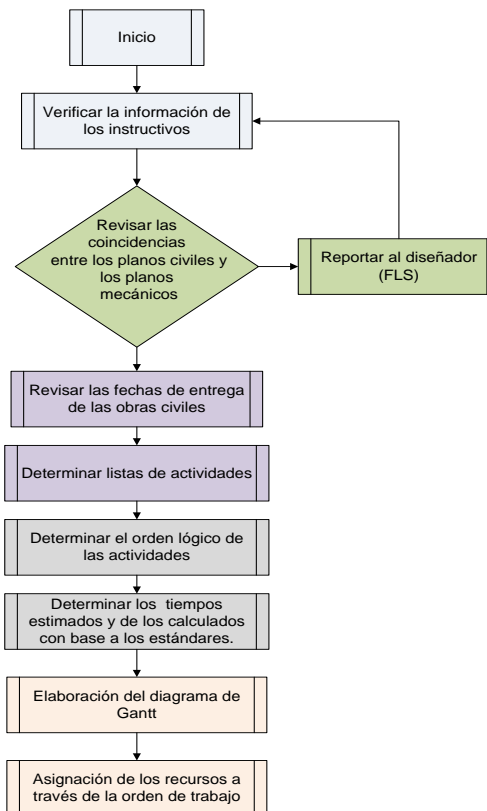 Inicio
Verificar la información de
los instructivos
Revisar las
coincidencias
entre los planos civiles y
los planos
mecánicos
Reportar al diseñador
(FLS)
Revisar las fechas de entrega
de las obras civiles
Determinar listas de actividades
Determinar el orden lógico de
las actividades
Determinar los tiempos
estimados y de los calculados
con base a los estándares.
Elaboración del diagrama de
Gantt
Asignación de los recursos a
través de la orden de trabajo